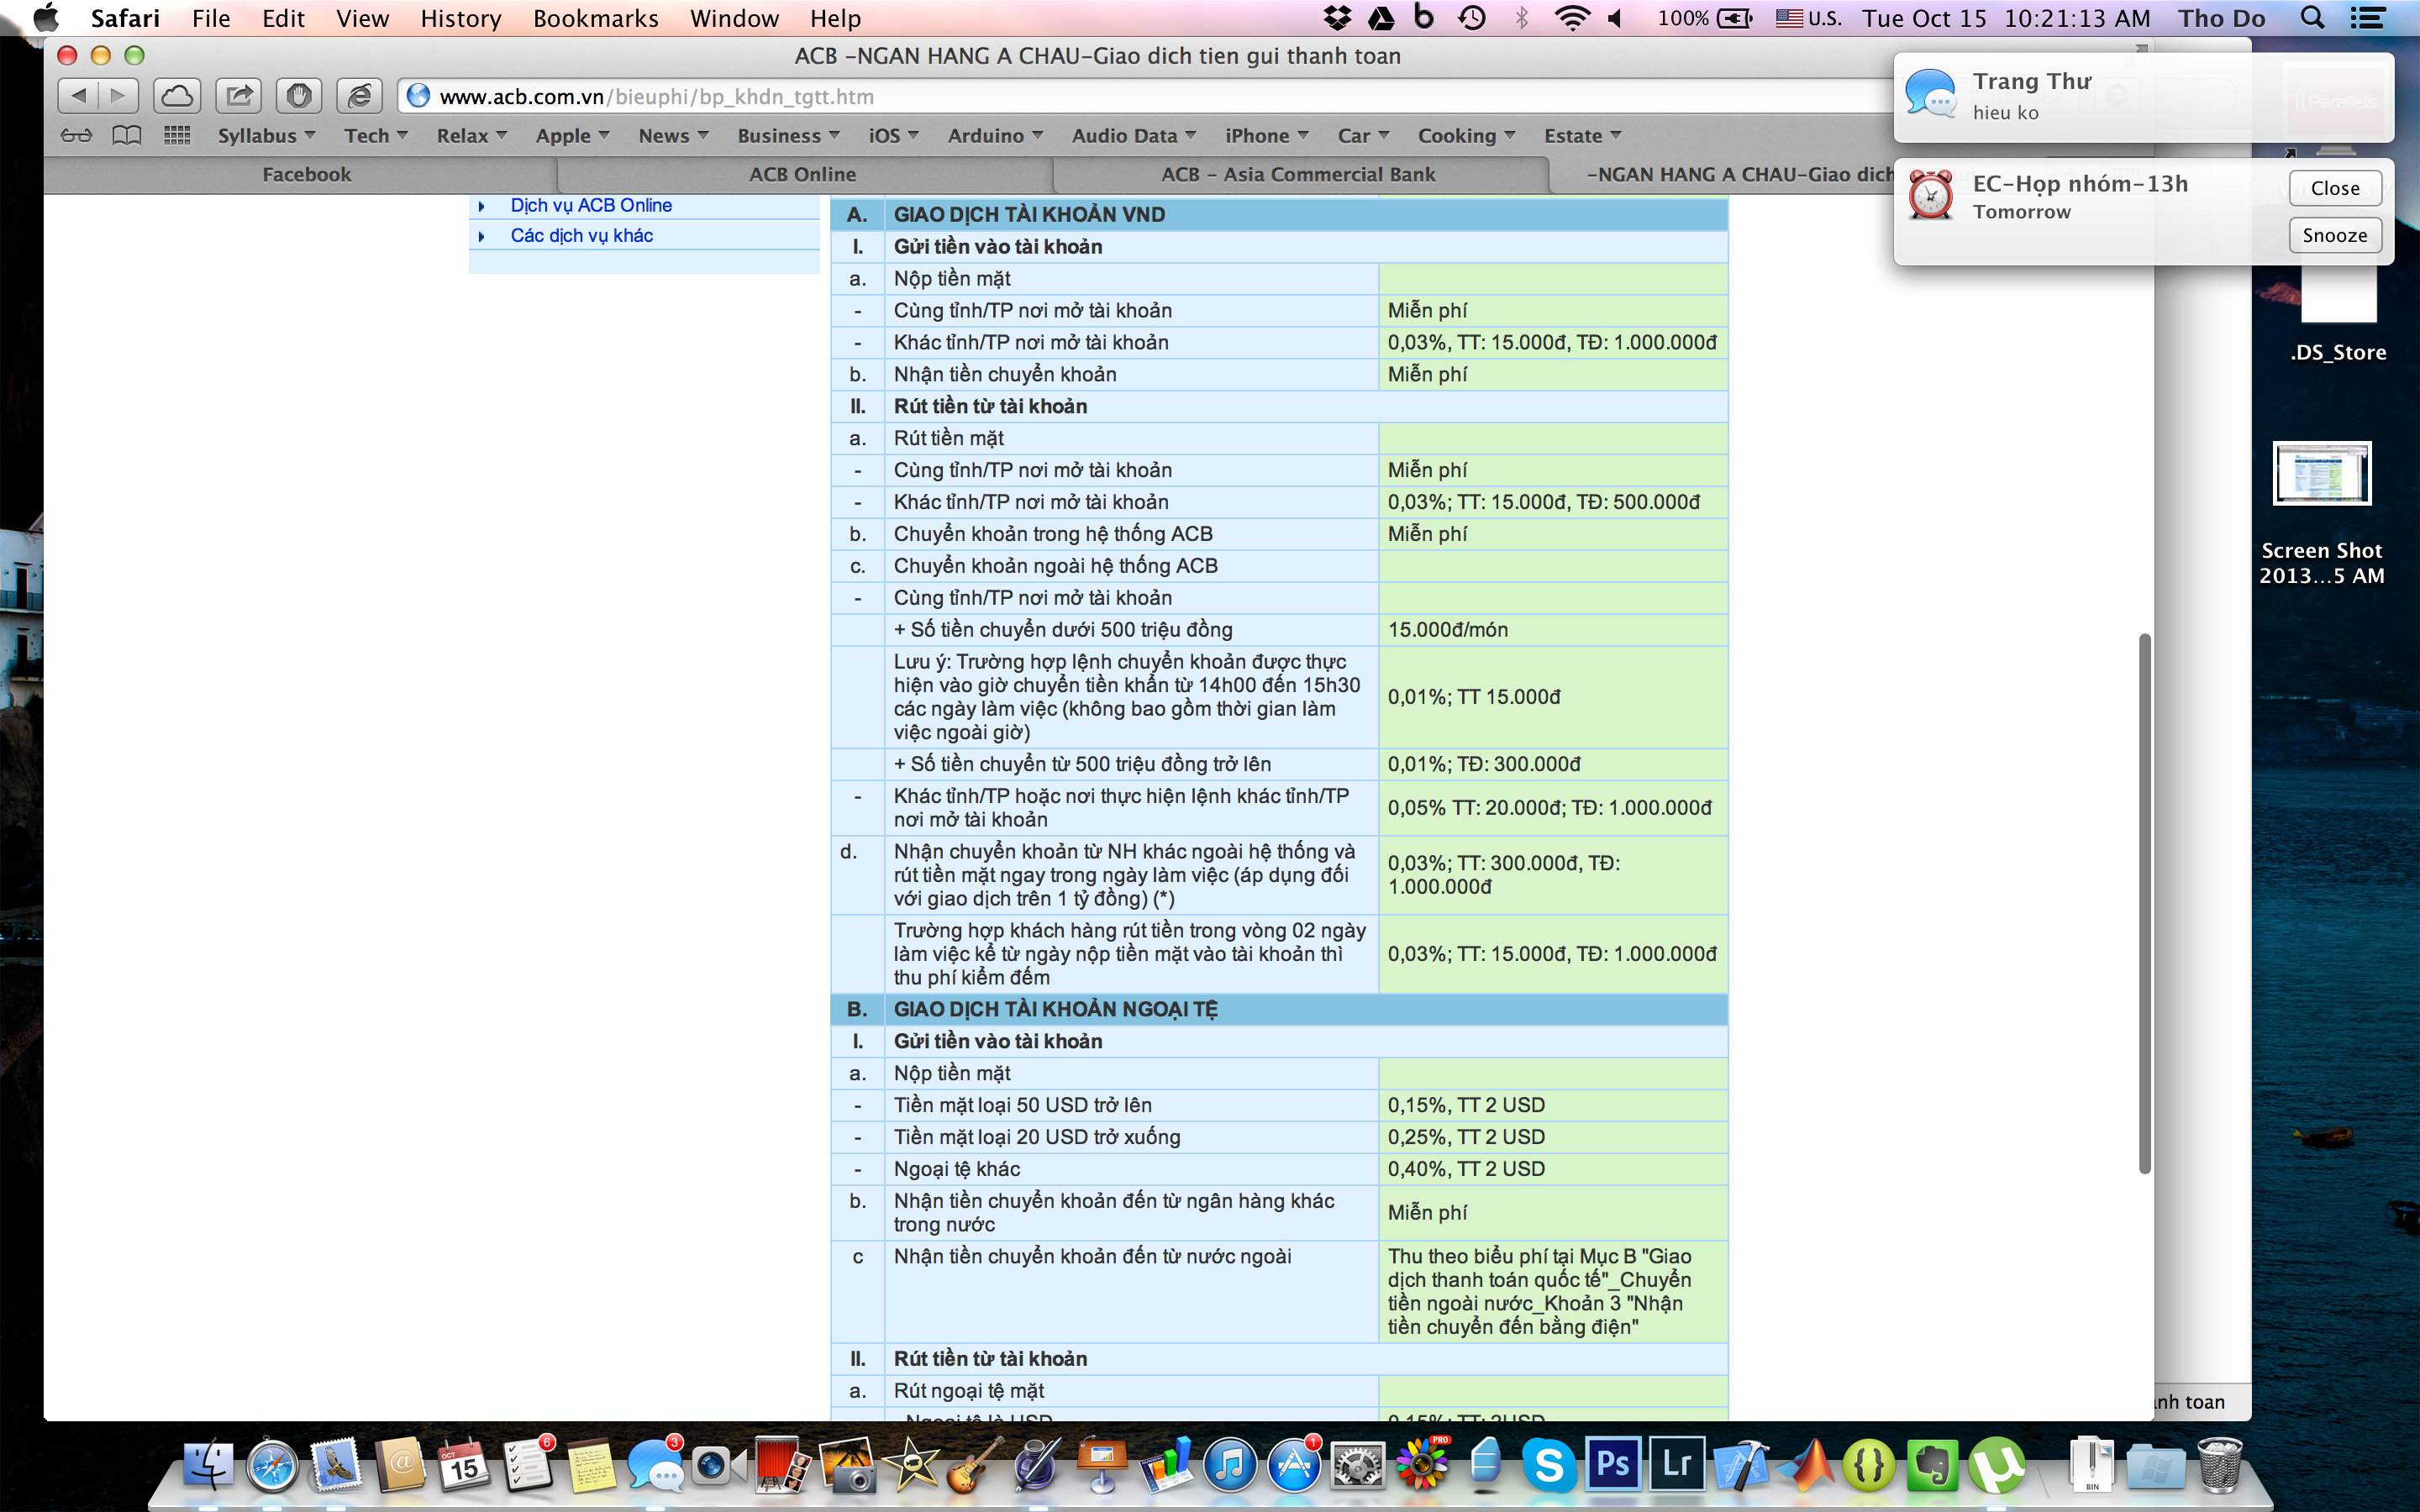 Safari File Edit View History Bookmarks Window Help 100% U.S. Tue Oct 15 10:21:13 AM Tho Do
ACB -NGAN HANG A CHAU-Giao dich tien gui thanh toan
www.acb.com.vn/bieuphi/bp_khdn_tgtt.htm
Syllabus Tech Relax Apple News Business iOS Arduino Audio Data iPhone Car Cooking Estate
Facebook ACB Online ACB - Asia Commercial Bank -NGAN HANG A CHAU-Giao dich
Trang Thư
hieu ko
EC-Họp nhóm-13h
Tomorrow
Close
Snooze
Parallels
.DS_Store
Screen Shot
2013...5 AM
Dịch vụ ACB Online
Các dịch vụ khác
A. GIAO DỊCH TÀI KHOẢN VND
I. Gửi tiền vào tài khoản
a. Nộp tiền mặt
- Cùng tỉnh/TP nơi mở tài khoản Miễn phí
- Khác tỉnh/TP nơi mở tài khoản 0,03%, TT: 15.000đ, TĐ: 1.000.000đ
b. Nhận tiền chuyển khoản Miễn phí
II. Rút tiền từ tài khoản
a. Rút tiền mặt
- Cùng tỉnh/TP nơi mở tài khoản Miễn phí
- Khác tỉnh/TP nơi mở tài khoản 0,03%; TT: 15.000đ, TĐ: 500.000đ
b. Chuyển khoản trong hệ thống ACB Miễn phí
c. Chuyển khoản ngoài hệ thống ACB
- Cùng tỉnh/TP nơi mở tài khoản
+ Số tiền chuyển dưới 500 triệu đồng 15.000đ/món
Lưu ý: Trường hợp lệnh chuyển khoản được thực
hiện vào giờ chuyển tiền khẩn từ 14h00 đến 15h30
các ngày làm việc (không bao gồm thời gian làm
việc ngoài giờ)
0,01%; TT 15.000đ
+ Số tiền chuyển từ 500 triệu đồng trở lên 0,01%; TĐ: 300.000đ
- Khác tỉnh/TP hoặc nơi thực hiện lệnh khác tỉnh/TP
nơi mở tài khoản
0,05% TT: 20.000đ; TĐ: 1.000.000đ
d. Nhận chuyển khoản từ NH khác ngoài hệ thống và
rút tiền mặt ngay trong ngày làm việc (áp dụng đối
với giao dịch trên 1 tỷ đồng) (*)
0,03%; TT: 300.000đ, TĐ:
1.000.000đ
Trường hợp khách hàng rút tiền trong vòng 02 ngày
làm việc kể từ ngày nộp tiền mặt vào tài khoản thì
thu phí kiểm đếm
0,03%; TT: 15.000đ, TĐ: 1.000.000đ
B. GIAO DỊCH TÀI KHOẢN NGOẠI TỆ
I. Gửi tiền vào tài khoản
a. Nộp tiền mặt
- Tiền mặt loại 50 USD trở lên 0,15%, TT 2 USD
- Tiền mặt loại 20 USD trở xuống 0,25%, TT 2 USD
- Ngoại tệ khác 0,40%, TT 2 USD
b. Nhận tiền chuyển khoản đến từ ngân hàng khác
trong nước
Miễn phí
c Nhận tiền chuyển khoản đến từ nước ngoài
Thu theo biểu phí tại Mục B "Giao
dịch thanh toán quốc tế"_Chuyển
tiền ngoài nước_Khoản 3 "Nhận
tiền chuyển đến bằng điện"
II. Rút tiền từ tài khoản
a. Rút ngoại tệ mặt
- Ngoại tệ là USD 0,15%; TT: 2USD
nh toan
OCT
15
6
3
1
PRO
Ps
Lr
BIN